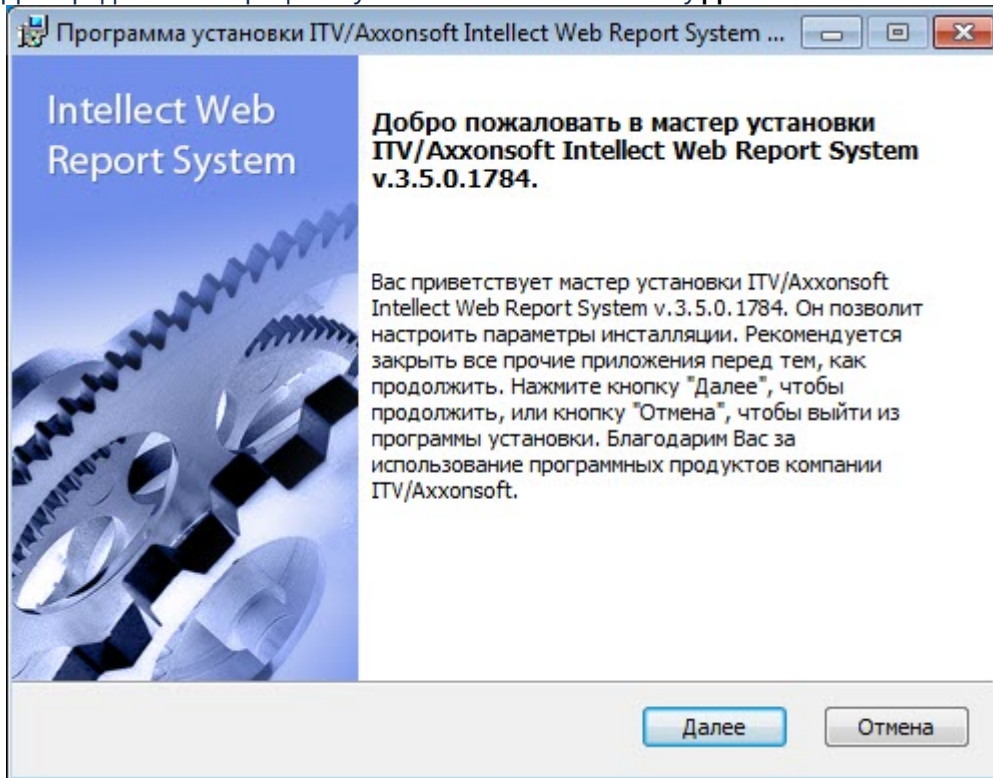 Программа установки ITV/Axxonsoft Intellect Web Report System ...
Intellect Web
Report System
Добро пожаловать в мастер установки
ITV/Axxonsoft Intellect Web Report System
v.3.5.0.1784.
Вас приветствует мастер установки ITV/Axxonsoft
Intellect Web Report System v.3.5.0.1784. Он позволит
настроить параметры инсталляции. Рекомендуется
закрыть все прочие приложения перед тем, как
продолжить. Нажмите кнопку "Далее", чтобы
продолжить, или кнопку "Отмена", чтобы выйти из
программы установки. Благодарим Вас за
использование программных продуктов компании
ITV/Axxonsoft.
Далее
Отмена